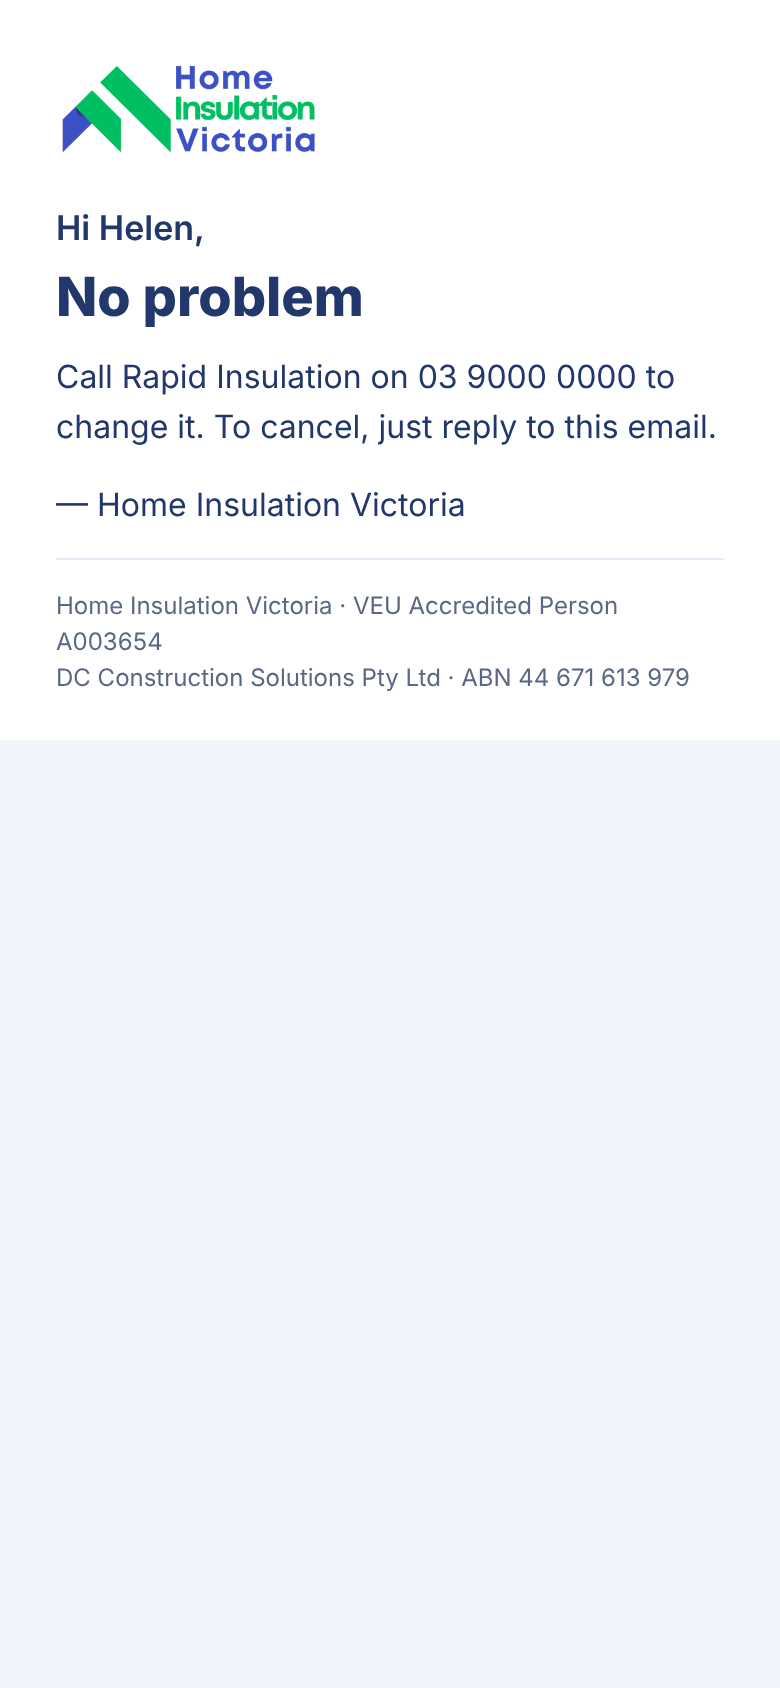 Home
Insulation
Victoria
Hi Helen,
No problem
Call Rapid Insulation on 03 9000 0000 to
change it. To cancel, just reply to this email.
— Home Insulation Victoria
Home Insulation Victoria · VEU Accredited Person
A003654
DC Construction Solutions Pty Ltd · ABN 44 671 613 979